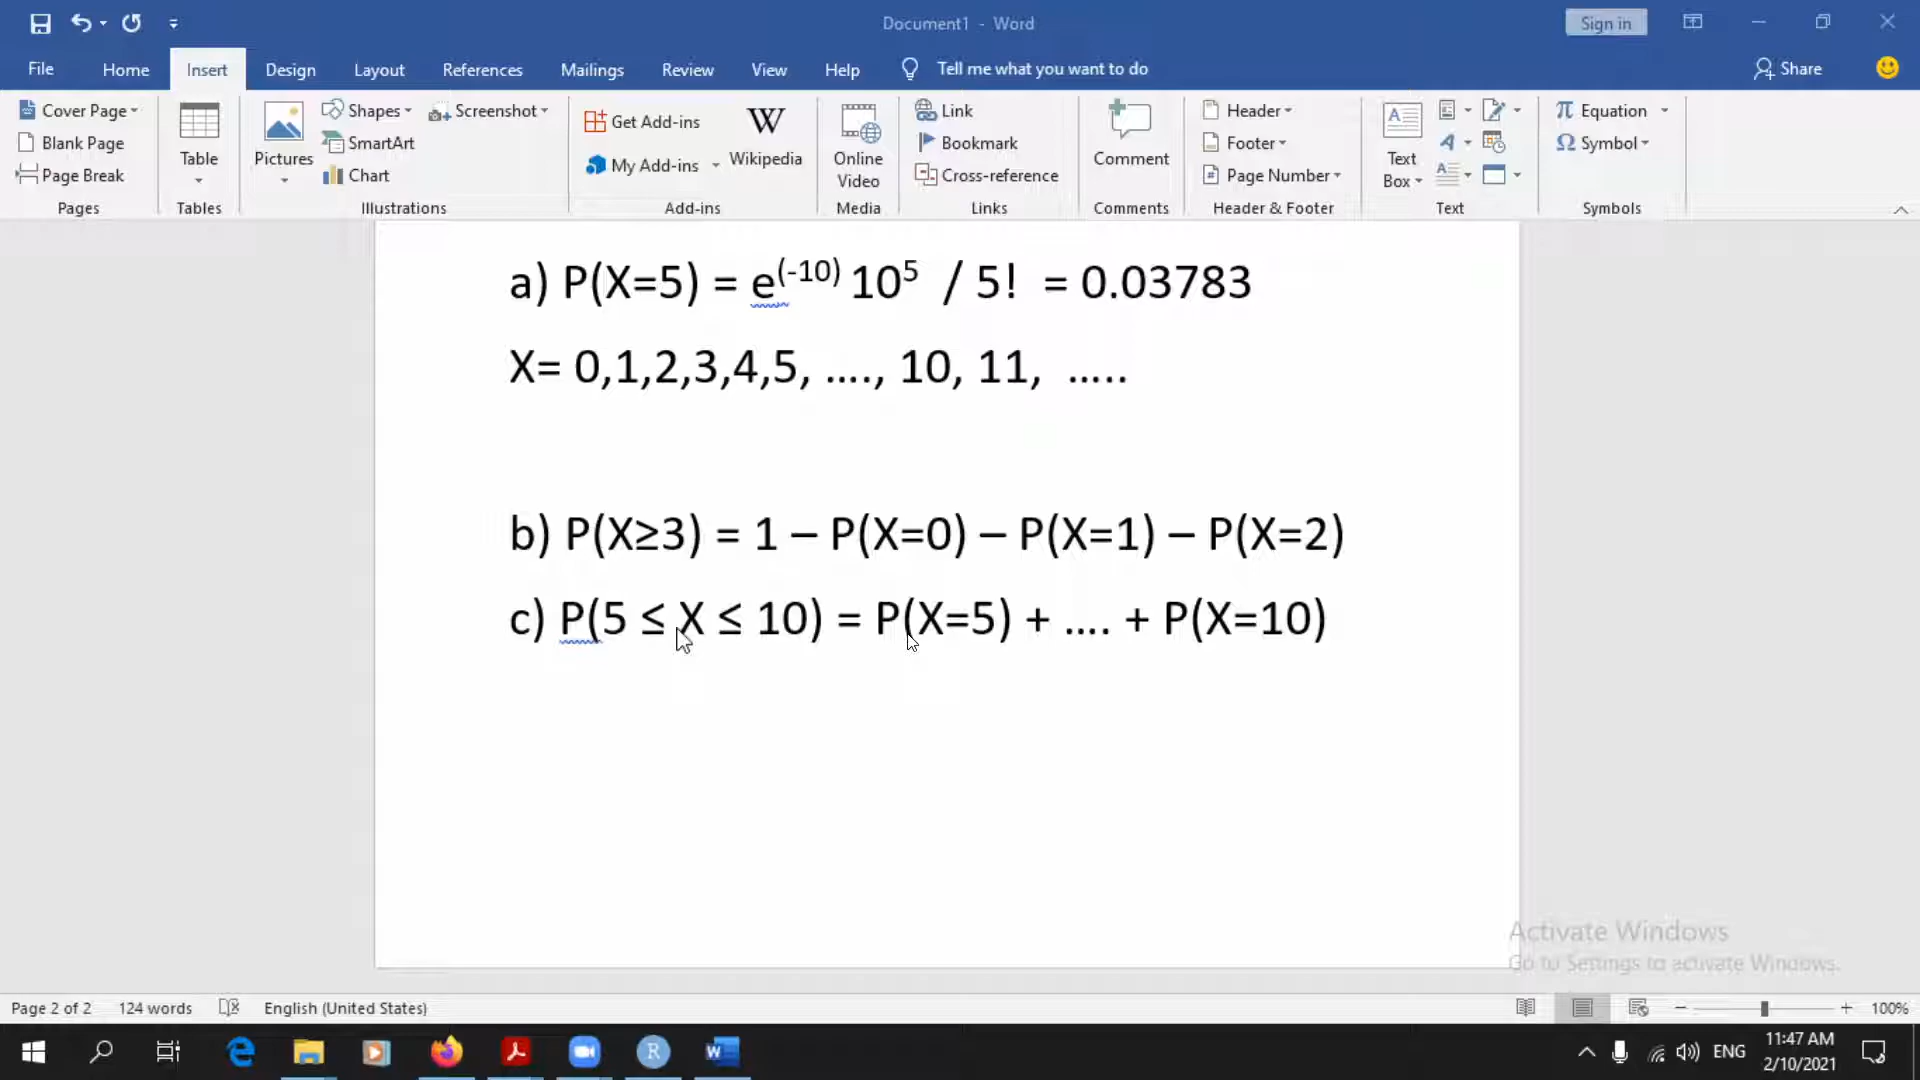 Document1 - Word
Sign in
File Home Insert Design Layout References Mailings Review View Help Tell me what you want to do Share
Cover Page
Blank Page
Page Break
Pages
Table
Tables
Pictures
Shapes
SmartArt
Chart
Screenshot
Illustrations
Get Add-ins
My Add-ins
W
Wikipedia
Add-ins
Online
Video
Media
Link
Bookmark
Cross-reference
Links
Comment
Comments
Header
Footer
Page Number
Header & Footer
Text
Box
Text
π Equation
Ω Symbol
Symbols
a) P(X=5) = e⁽⁻¹⁰⁾ 10⁵ / 5! = 0.03783
X= 0,1,2,3,4,5, ...., 10, 11, .....
b) P(X≥3) = 1 – P(X=0) – P(X=1) – P(X=2)
c) P(5 ≤ X ≤ 10) = P(X=5) + .... + P(X=10)
Activate Windows
Go to Settings to activate Windows.
Page 2 of 2 124 words English (United States) 100%
ENG
11:47 AM
2/10/2021